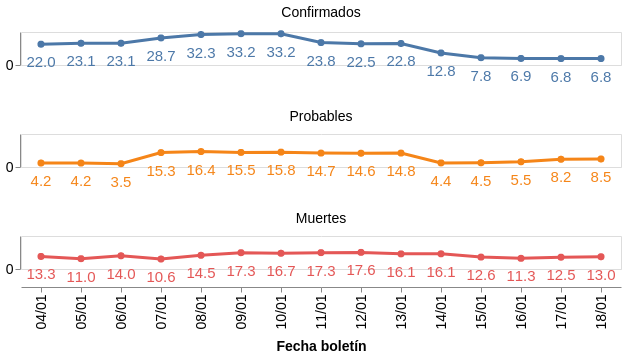 Confirmados
0
22.0 23.1 23.1 28.7 32.3 33.2 33.2 23.8 22.5 22.8 12.8 7.8 6.9 6.8 6.8
Probables
0
4.2 4.2 3.5 15.3 16.4 15.5 15.8 14.7 14.6 14.8 4.4 4.5 5.5 8.2 8.5
Muertes
0
13.3 11.0 14.0 10.6 14.5 17.3 16.7 17.3 17.6 16.1 16.1 12.6 11.3 12.5 13.0
04/01 05/01 06/01 07/01 08/01 09/01 10/01 11/01 12/01 13/01 14/01 15/01 16/01 17/01 18/01
Fecha boletín